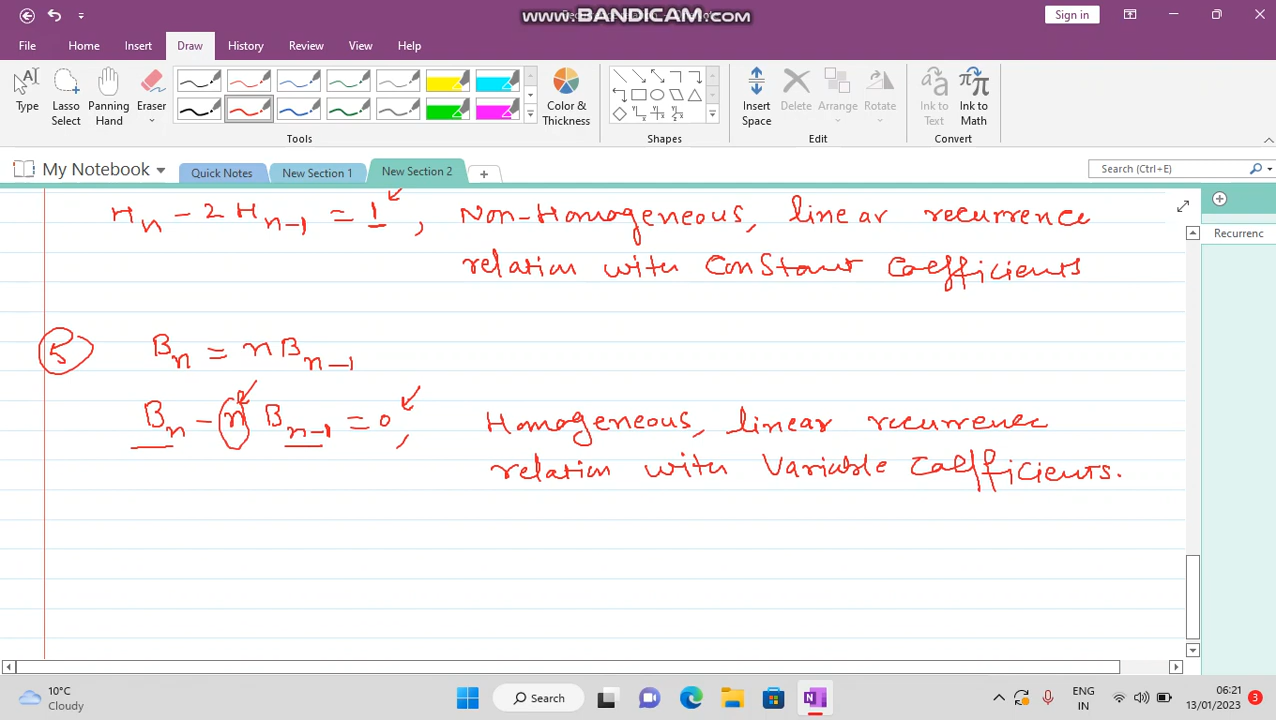 www.BANDICAM.com
Sign in
File Home Insert Draw History Review View Help
Type
Lasso Select
Panning Hand
Eraser
Color & Thickness
Insert Space
Delete
Arrange
Rotate
Ink to Text
Ink to Math
Tools
Shapes
Edit
Convert
My Notebook
Quick Notes
New Section 1
New Section 2
Search (Ctrl+E)
Recurrenc
Hn - 2 Hn-1 = 1, Non-Homogeneous, linear recurrence
relation with Constant Coefficients
5 Bn = n Bn-1
Bn - n Bn-1 = 0, Homogeneous, linear recurrence
relation with Variable Coefficients.
10°C
Cloudy
Search
ENG
IN
06:21
13/01/2023
3